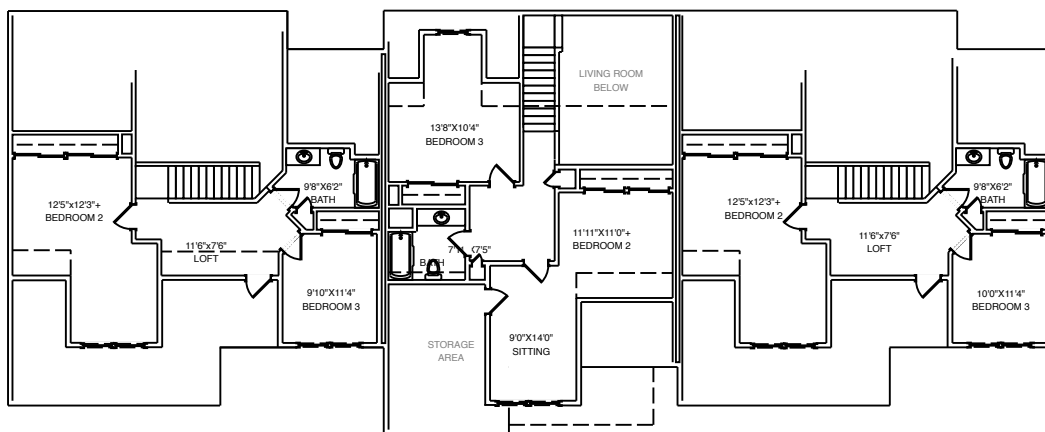 12'5"x12'3"+
BEDROOM 2
11'6"x7'6"
LOFT
9'8"X6'2"
BATH
9'10"X11'4"
BEDROOM 3
13'8"X10'4"
BEDROOM 3
LIVING ROOM
BELOW
BATH
11'11"X11'0"+
BEDROOM 2
STORAGE
AREA
9'0"X14'0"
SITTING
12'5"x12'3"+
BEDROOM 2
11'6"x7'6"
LOFT
9'8"X6'2"
BATH
10'0"X11'4"
BEDROOM 3